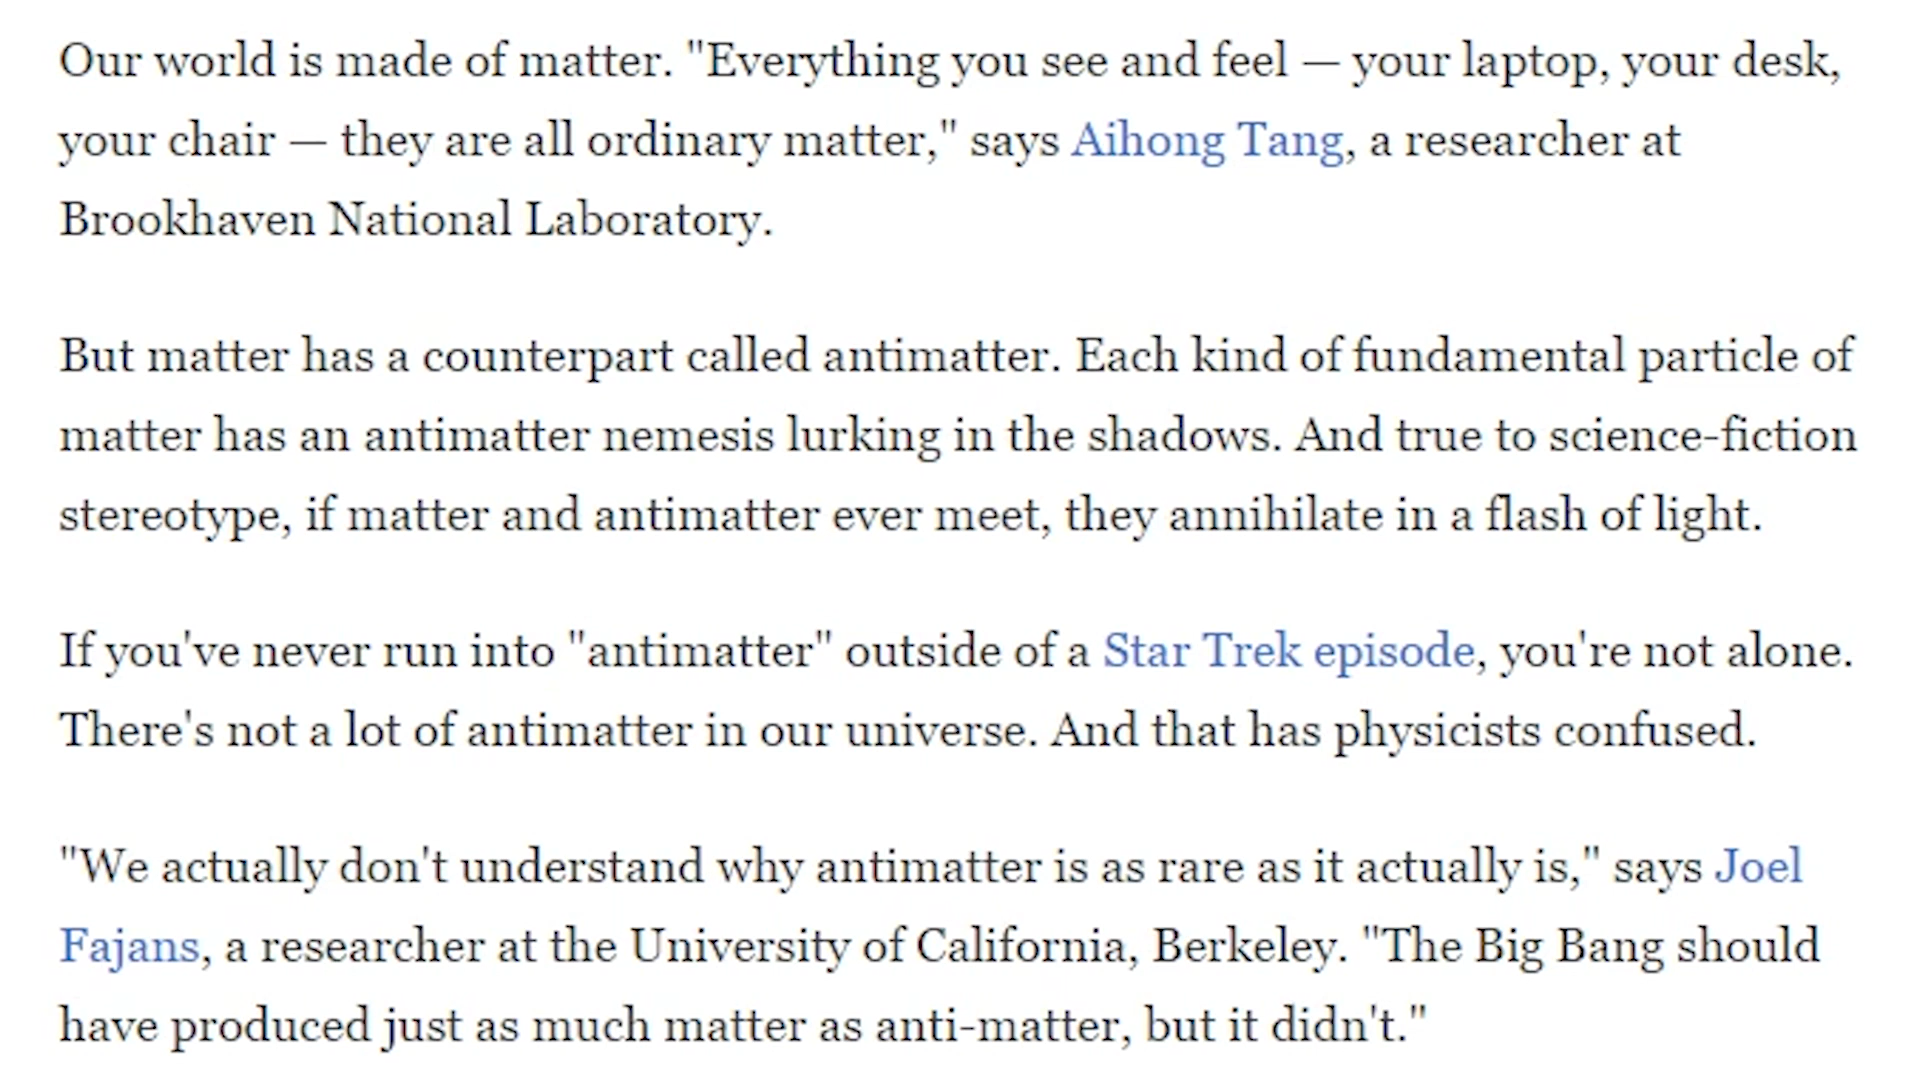 Our world is made of matter. "Everything you see and feel — your laptop, your desk,
your chair — they are all ordinary matter," says Aihong Tang, a researcher at
Brookhaven National Laboratory.
But matter has a counterpart called antimatter. Each kind of fundamental particle of
matter has an antimatter nemesis lurking in the shadows. And true to science-fiction
stereotype, if matter and antimatter ever meet, they annihilate in a flash of light.
If you've never run into "antimatter" outside of a Star Trek episode, you're not alone.
There's not a lot of antimatter in our universe. And that has physicists confused.
"We actually don't understand why antimatter is as rare as it actually is," says Joel
Fajans, a researcher at the University of California, Berkeley. "The Big Bang should
have produced just as much matter as anti-matter, but it didn't."